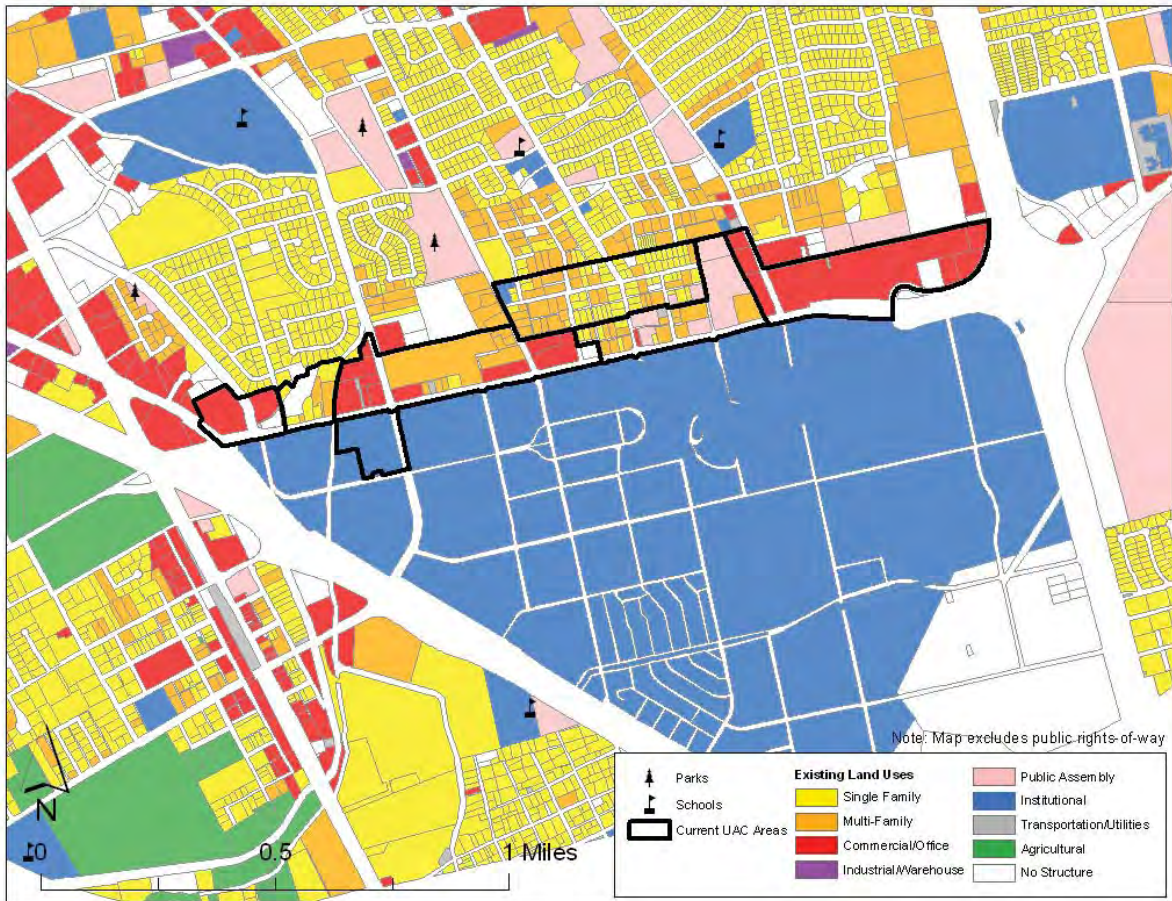 Note: Map excludes public rights-of-way
N
0 0.5 1 Miles
Parks
Schools
Current UAC Areas
Existing Land Uses
Single Family
Multi-Family
Commercial/Office
Industrial/Warehouse
Public Assembly
Institutional
Transportation/Utilities
Agricultural
No Structure